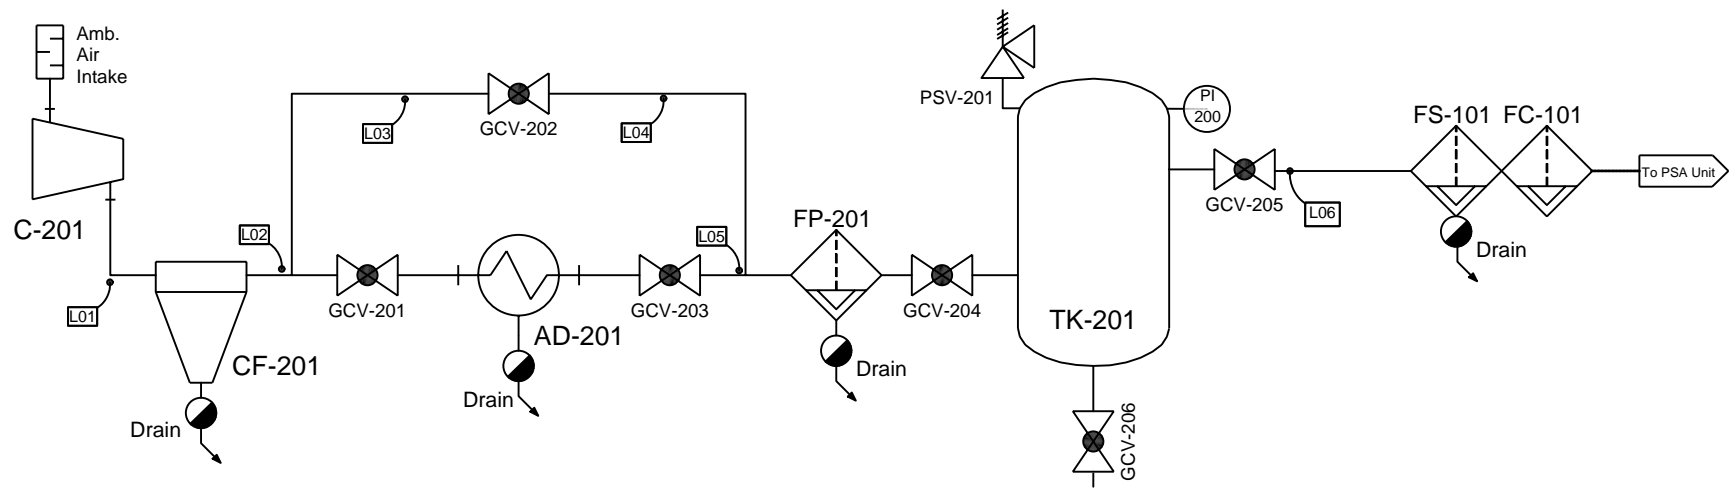 Amb.
Air
Intake
C-201
L01
CF-201
Drain
L02
L03
GCV-202
L04
GCV-201
AD-201
Drain
GCV-203
L05
FP-201
Drain
GCV-204
PSV-201
TK-201
PI
200
GCV-206
GCV-205
L06
FS-101
FC-101
Drain
To PSA Unit